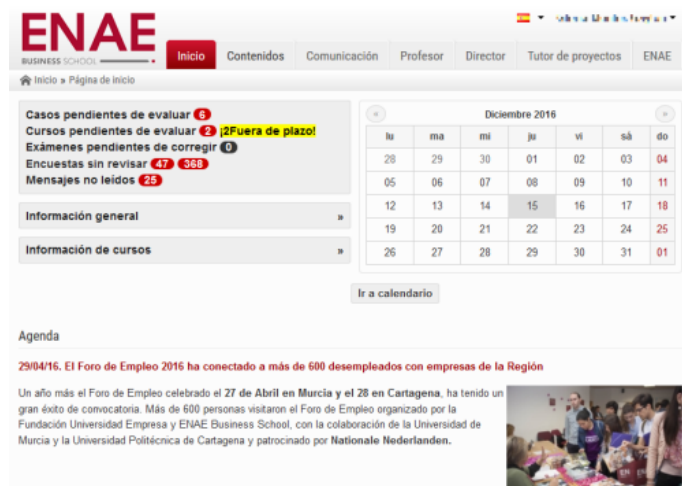 ENAE
BUSINESS SCHOOL
Inicio Contenidos Comunicación Profesor Director Tutor de proyectos ENAE
Inicio » Página de inicio
Casos pendientes de evaluar 6
Cursos pendientes de evaluar 2 ¡2Fuera de plazo!
Exámenes pendientes de corregir 0
Encuestas sin revisar 47 368
Mensajes no leídos 25
Información general »
Información de cursos »
« Diciembre 2016 »
lu ma mi ju vi sá do
28 29 30 01 02 03 04
05 06 07 08 09 10 11
12 13 14 15 16 17 18
19 20 21 22 23 24 25
26 27 28 29 30 31 01
Ir a calendario
Agenda
29/04/16. El Foro de Empleo 2016 ha conectado a más de 600 desempleados con empresas de la Región
Un año más el Foro de Empleo celebrado el 27 de Abril en Murcia y el 28 en Cartagena, ha tenido un
gran éxito de convocatoria. Más de 600 personas visitaron el Foro de Empleo organizado por la
Fundación Universidad Empresa y ENAE Business School, con la colaboración de la Universidad de
Murcia y la Universidad Politécnica de Cartagena y patrocinado por Nationale Nederlanden.